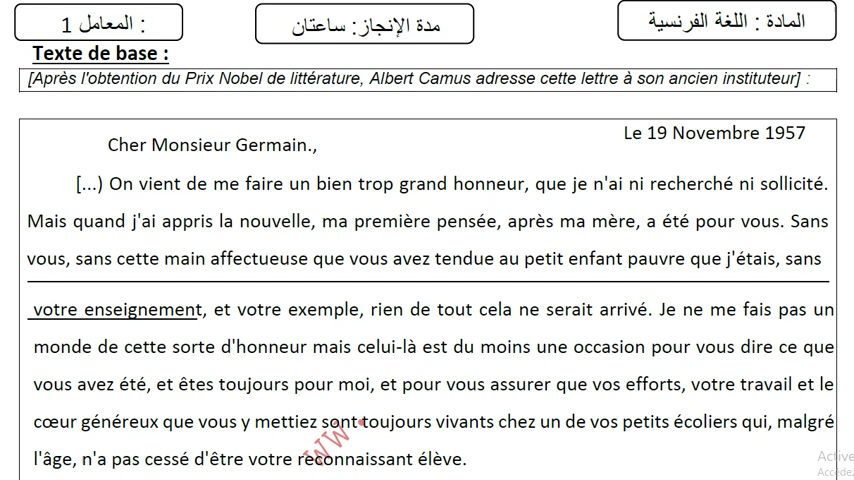 المعامل : 1
مدة الإنجاز: ساعتان
المادة : اللغة الفرنسية
Texte de base :
[Après l'obtention du Prix Nobel de littérature, Albert Camus adresse cette lettre à son ancien instituteur] :
Le 19 Novembre 1957
Cher Monsieur Germain.,
[...) On vient de me faire un bien trop grand honneur, que je n'ai ni recherché ni sollicité.
Mais quand j'ai appris la nouvelle, ma première pensée, après ma mère, a été pour vous. Sans
vous, sans cette main affectueuse que vous avez tendue au petit enfant pauvre que j'étais, sans
votre enseignement, et votre exemple, rien de tout cela ne serait arrivé. Je ne me fais pas un
monde de cette sorte d'honneur mais celui-là est du moins une occasion pour vous dire ce que
vous avez été, et êtes toujours pour moi, et pour vous assurer que vos efforts, votre travail et le
cœur généreux que vous y mettiez sont toujours vivants chez un de vos petits écoliers qui, malgré
l'âge, n'a pas cessé d'être votre reconnaissant élève.
WW.
Active
Accédez